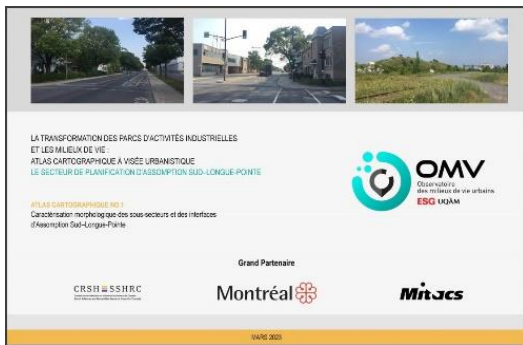 LA TRANSFORMATION DES PARCS D'ACTIVITÉS INDUSTRIELLES
ET LES MILIEUX DE VIE :
ATLAS CARTOGRAPHIQUE À VISÉE URBANISTIQUE
LE SECTEUR DE PLANIFICATION D'ASSOMPTION SUD–LONGUE-POINTE
ATLAS CARTOGRAPHIQUE NO.1
Caractérisation morphologique des sous-secteurs et des interfaces
d'Assomption Sud–Longue-Pointe
OMV
Observatoire
des milieux de vie urbains
ESG UQÀM
Grand Partenaire
CRSH SSHRC
Montréal
Mitacs
MARS 2023